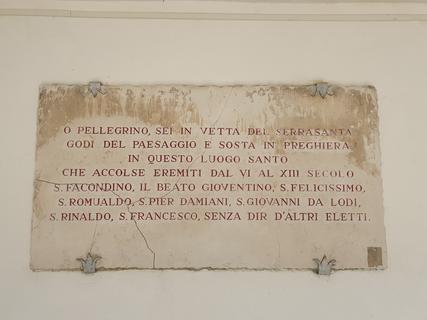 O PELLEGRINO, SEI IN VETTA DEL SERRASANTA
GODI DEL PAESAGGIO E SOSTA IN PREGHIERA
IN QUESTO LUOGO SANTO
CHE ACCOLSE EREMITI DAL VI AL XIII SECOLO
S. FACONDINO, IL BEATO GIOVENTINO, S. FELICISSIMO,
S. ROMUALDO, S. PIER DAMIANI, S. GIOVANNI DA LODI,
S. RINALDO, S. FRANCESCO, SENZA DIR D'ALTRI ELETTI.